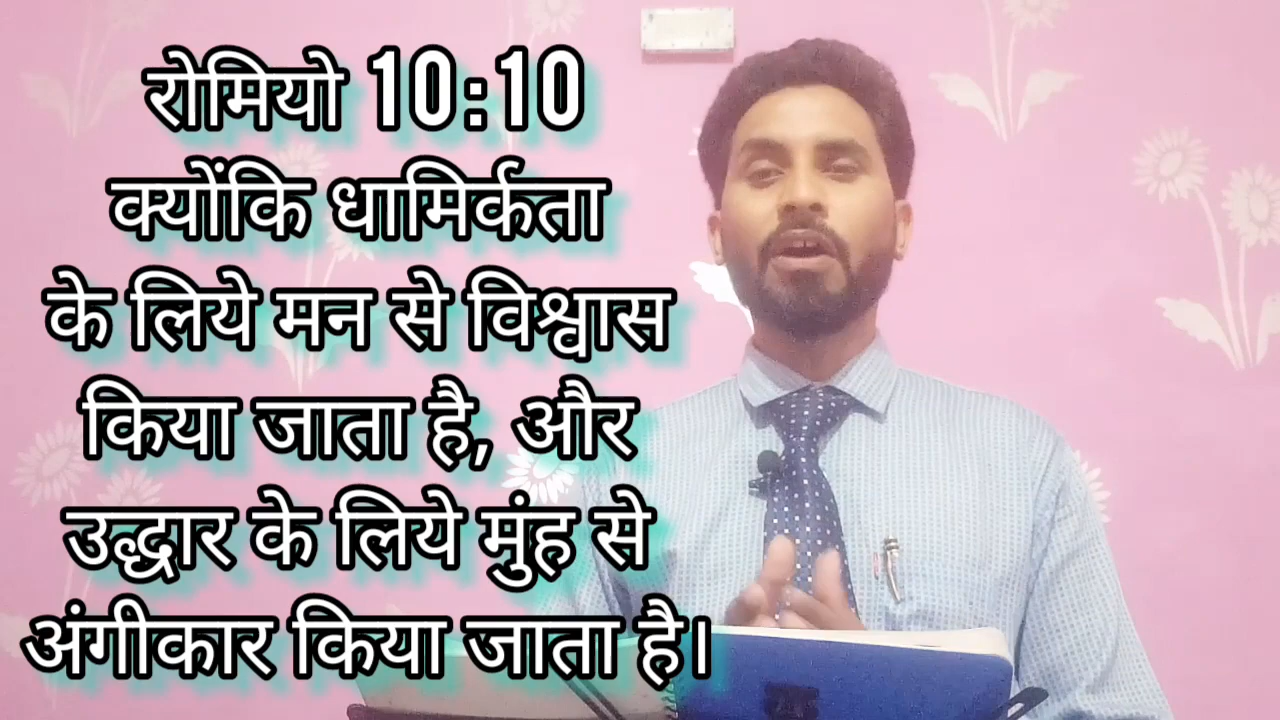 रोमियो 10:10
क्योंकि धामिर्कता
के लिये मन से विश्वास
किया जाता है, और
उद्धार के लिये मुंह से
अंगीकार किया जाता है।